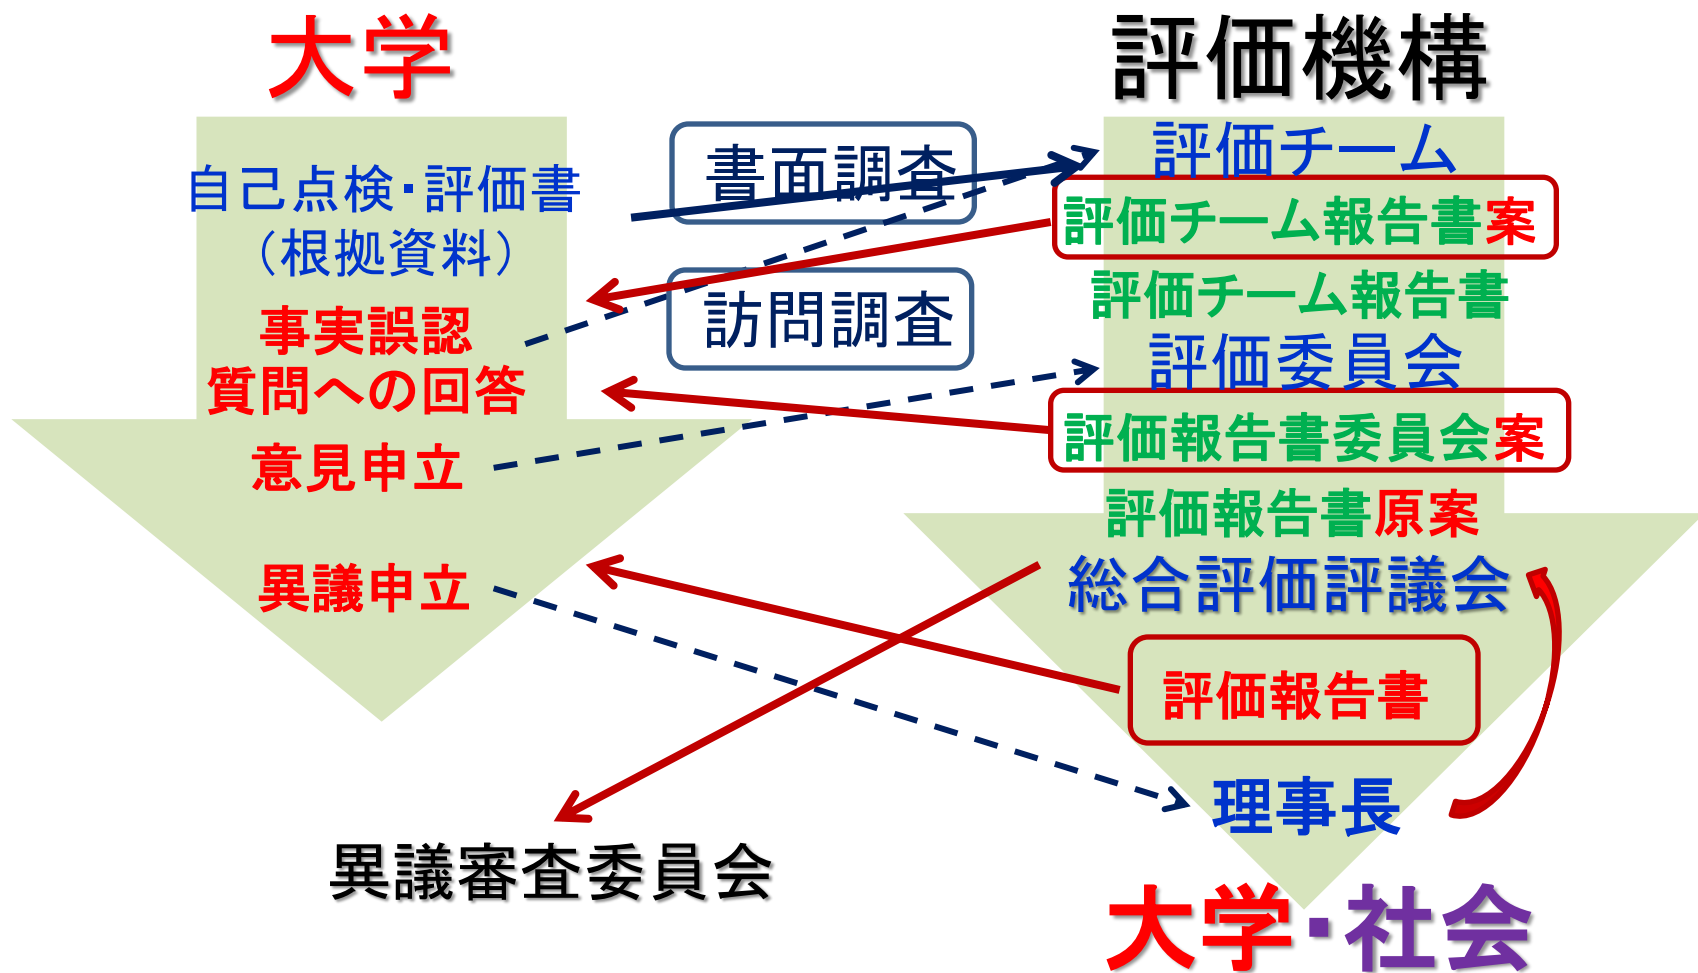 大学
自己点検・評価書
（根拠資料）
事実誤認
質問への回答
意見申立
異議申立
書面調査
訪問調査
異議審査委員会
評価機構
評価チーム
評価チーム報告書案
評価チーム報告書
評価委員会
評価報告書委員会案
評価報告書原案
総合評価評議会
評価報告書
理事長
大学・社会